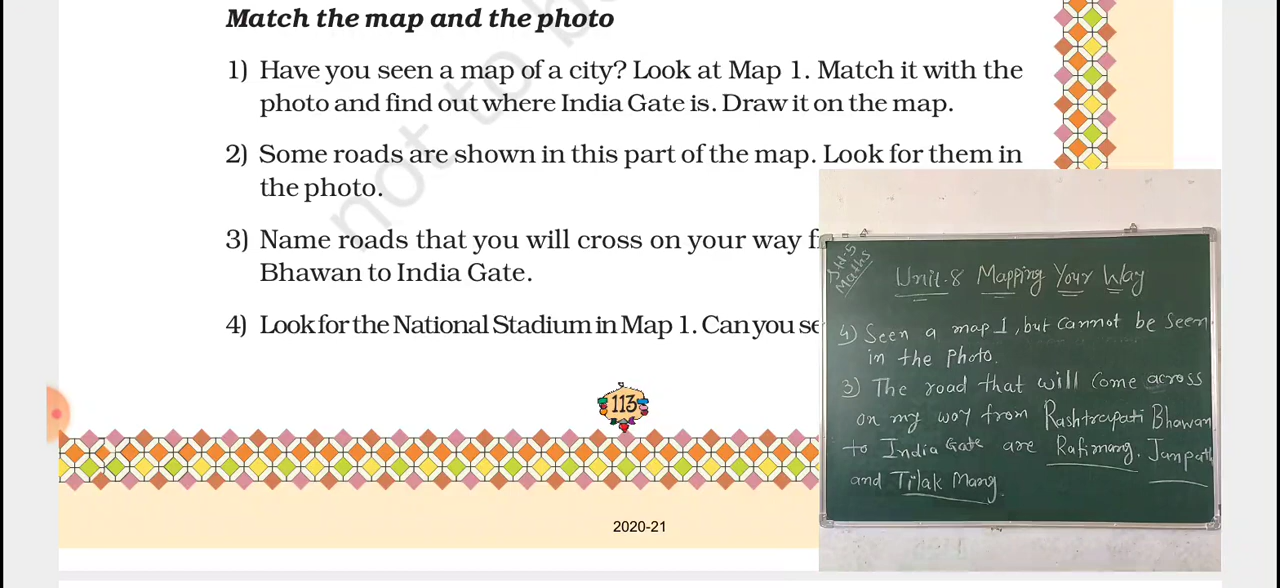 Match the map and the photo
1) Have you seen a map of a city? Look at Map 1. Match it with the
photo and find out where India Gate is. Draw it on the map.
2) Some roads are shown in this part of the map. Look for them in
the photo.
3) Name roads that you will cross on your way f
Bhawan to India Gate.
4) Look for the National Stadium in Map 1. Can you se
not to b
113
2020-21
Std-5
Maths
Unit-8 Mapping Your Way
4) Seen a map 1, but cannot be seen
in the Photo.
3) The road that will come across
on my way from Rashtrapati Bhawan
to India Gate are Rafimarg, Janpath
and Tilak Marg.